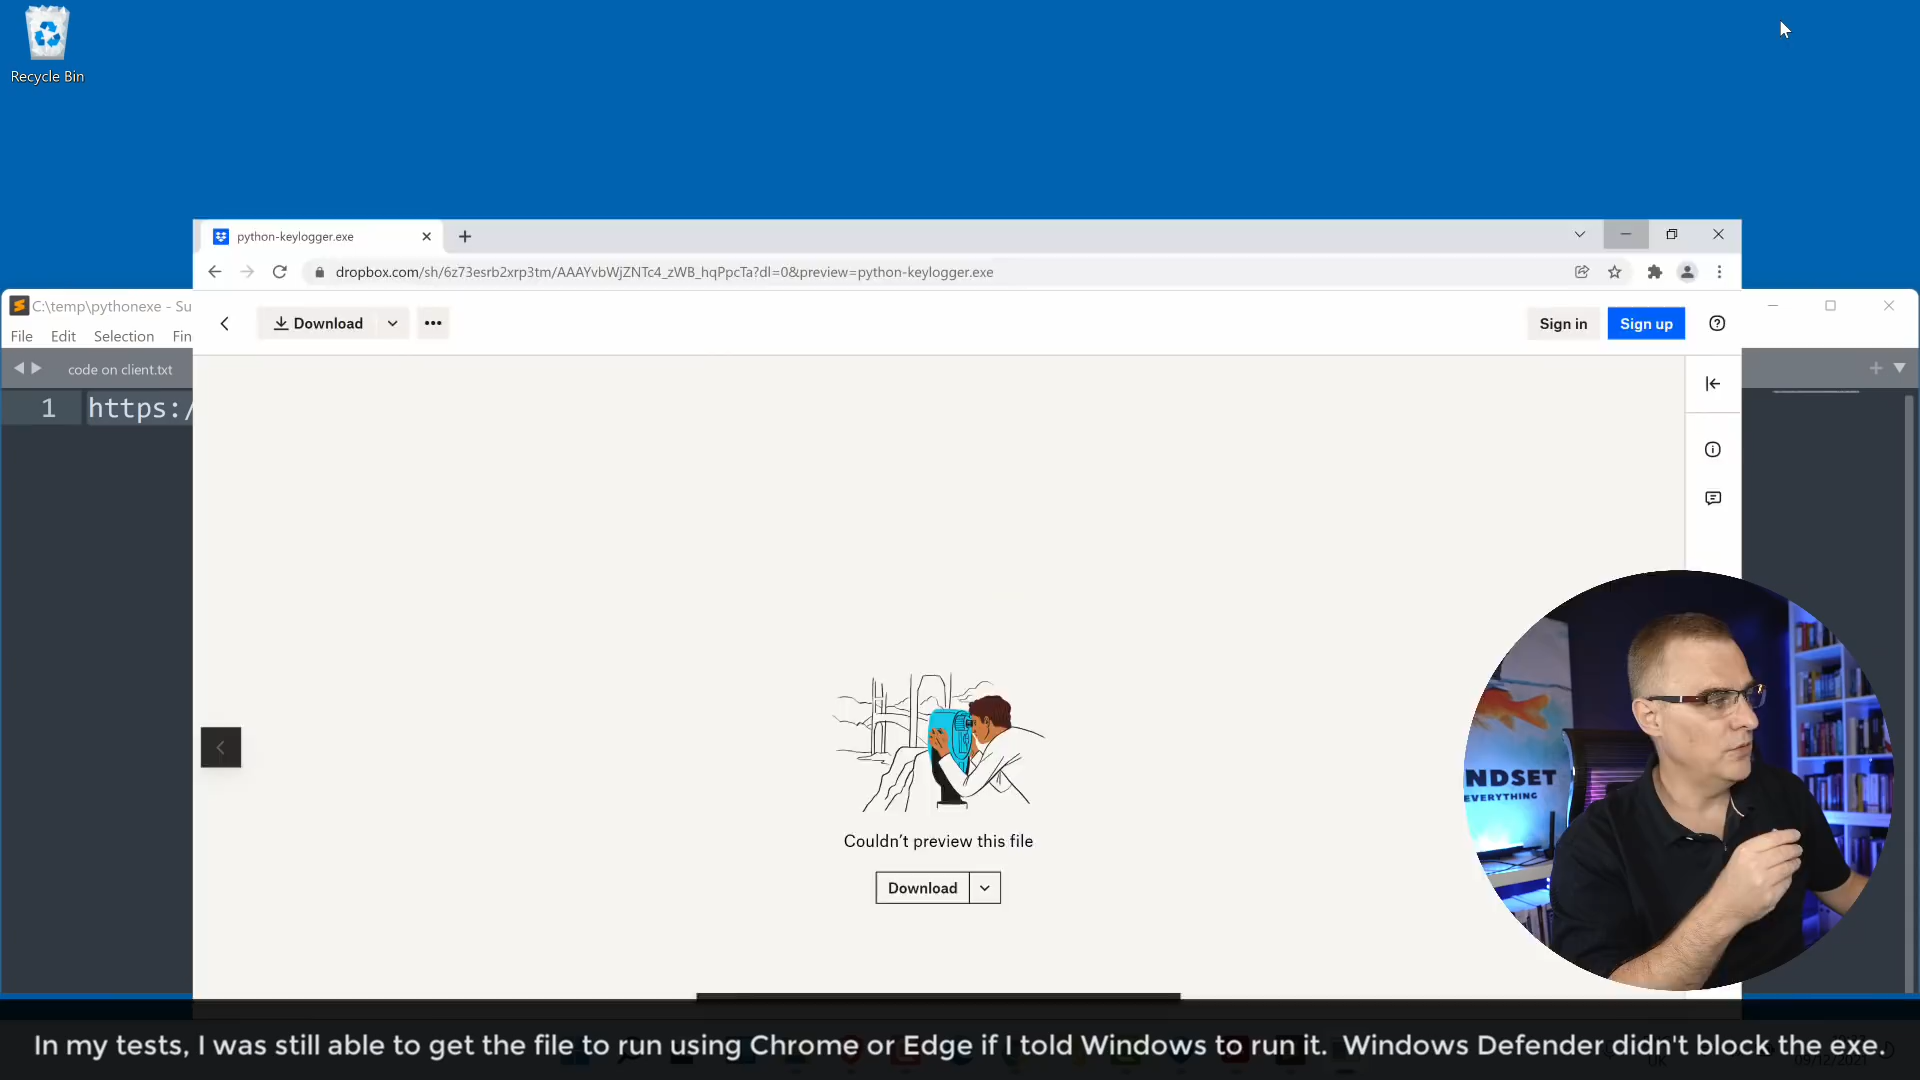 Recycle Bin
python-keylogger.exe
dropbox.com/sh/6z73esrb2xrp3tm/AAAYvbWjZNTc4_zWB_hqPpcTa?dl=0&preview=python-keylogger.exe
C:\temp\pythonexe - Su
File Edit Selection Fin
Download
Sign in
Sign up
code on client.txt
1 https:/
NDSET
EVERYTHING
Couldn't preview this file
Download
In my tests, I was still able to get the file to run using Chrome or Edge if I told Windows to run it. Windows Defender didn't block the exe.
UK